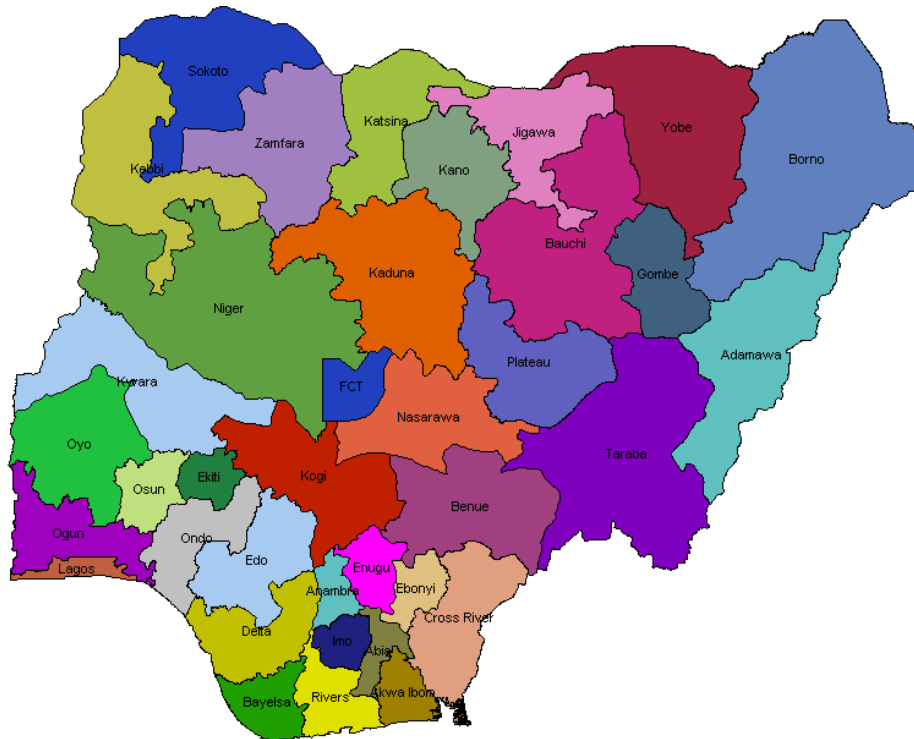 Sokoto
Katsina
Zamfara
Jigawa
Yobe
Kebbi
Kano
Borno
Bauchi
Kaduna
Gombe
Niger
Adamawa
Plateau
Kwara
FCT
Nasarawa
Oyo
Taraba
Ekiti
Kogi
Osun
Benue
Ogun
Ondo
Edo
Lagos
Enugu
Anambra
Ebonyi
Cross River
Delta
Imo
Abia
Bayelsa
Rivers
Akwa Ibom